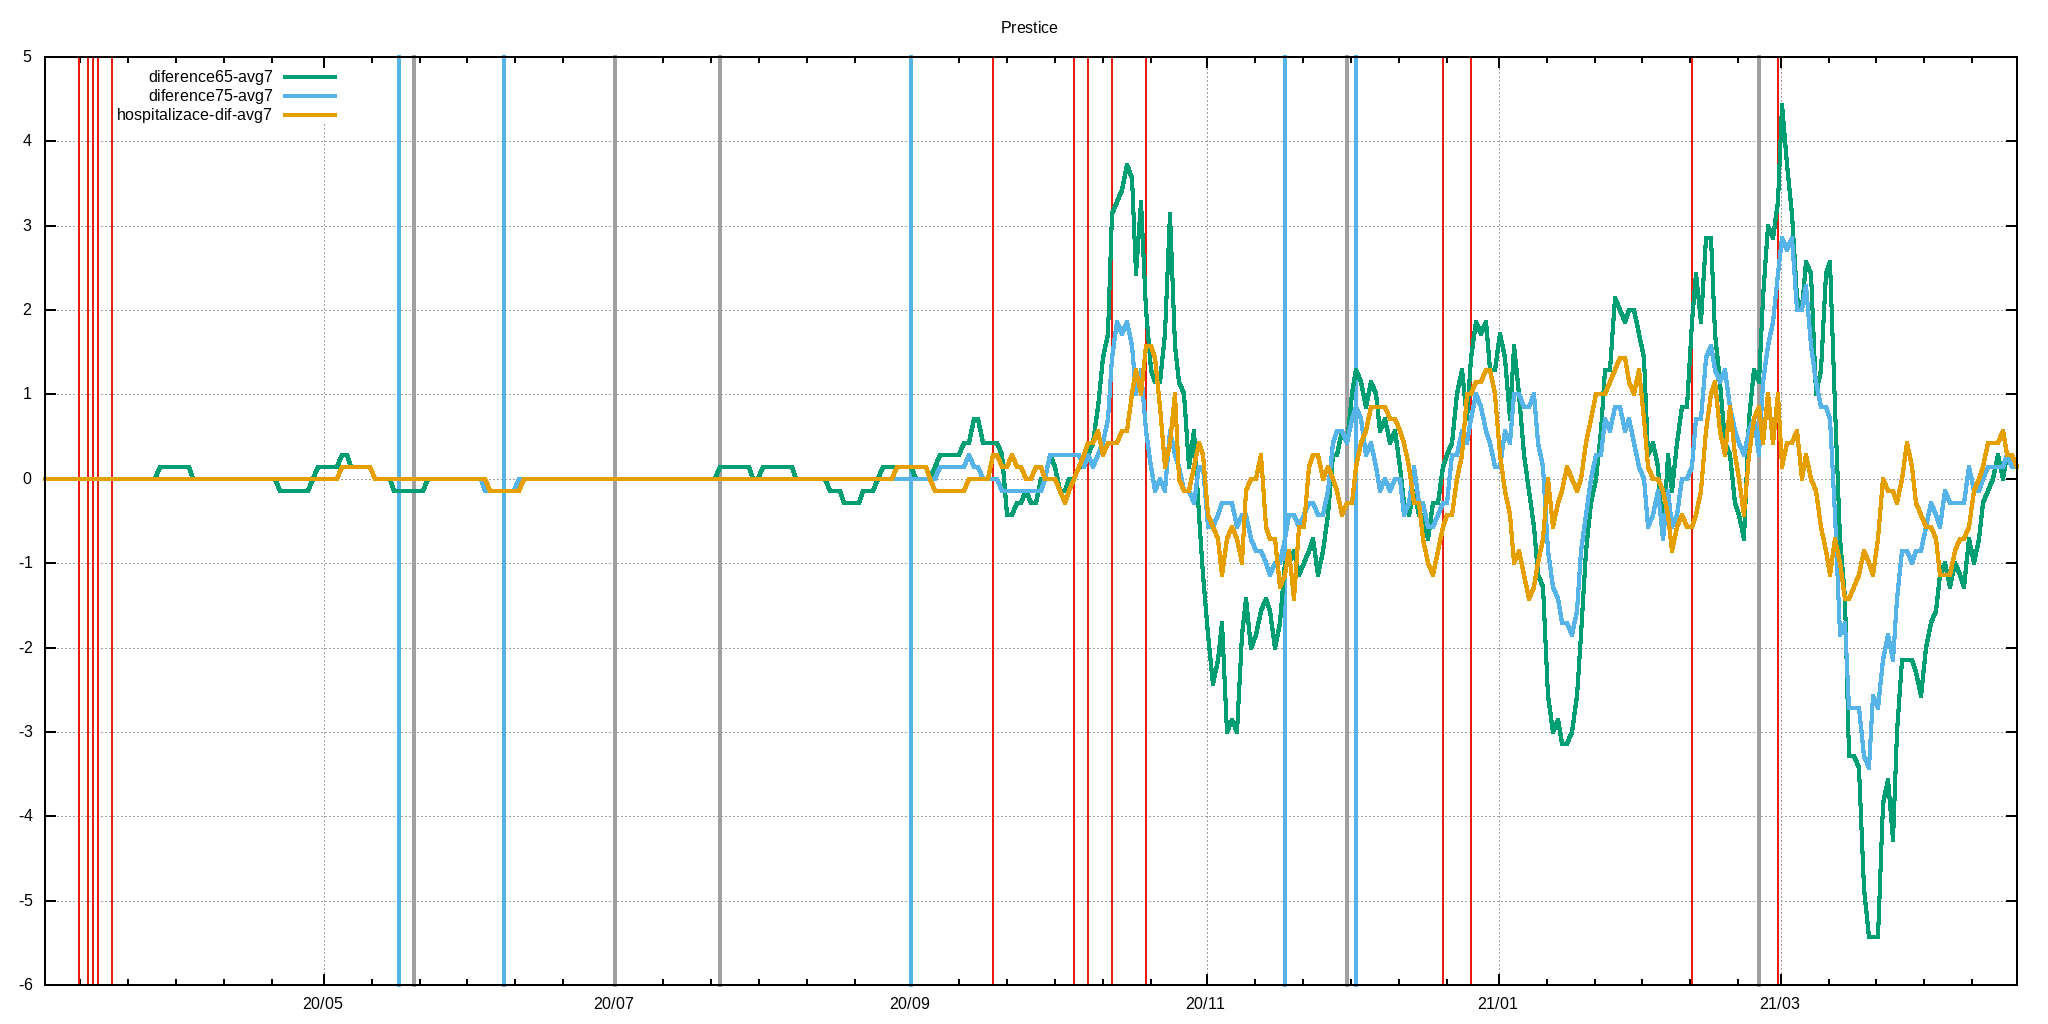 Prestice
diference65-avg7
diference75-avg7
hospitalizace-dif-avg7
5
4
3
2
1
0
-1
-2
-3
-4
-5
-6
20/05 20/07 20/09 20/11 21/01 21/03